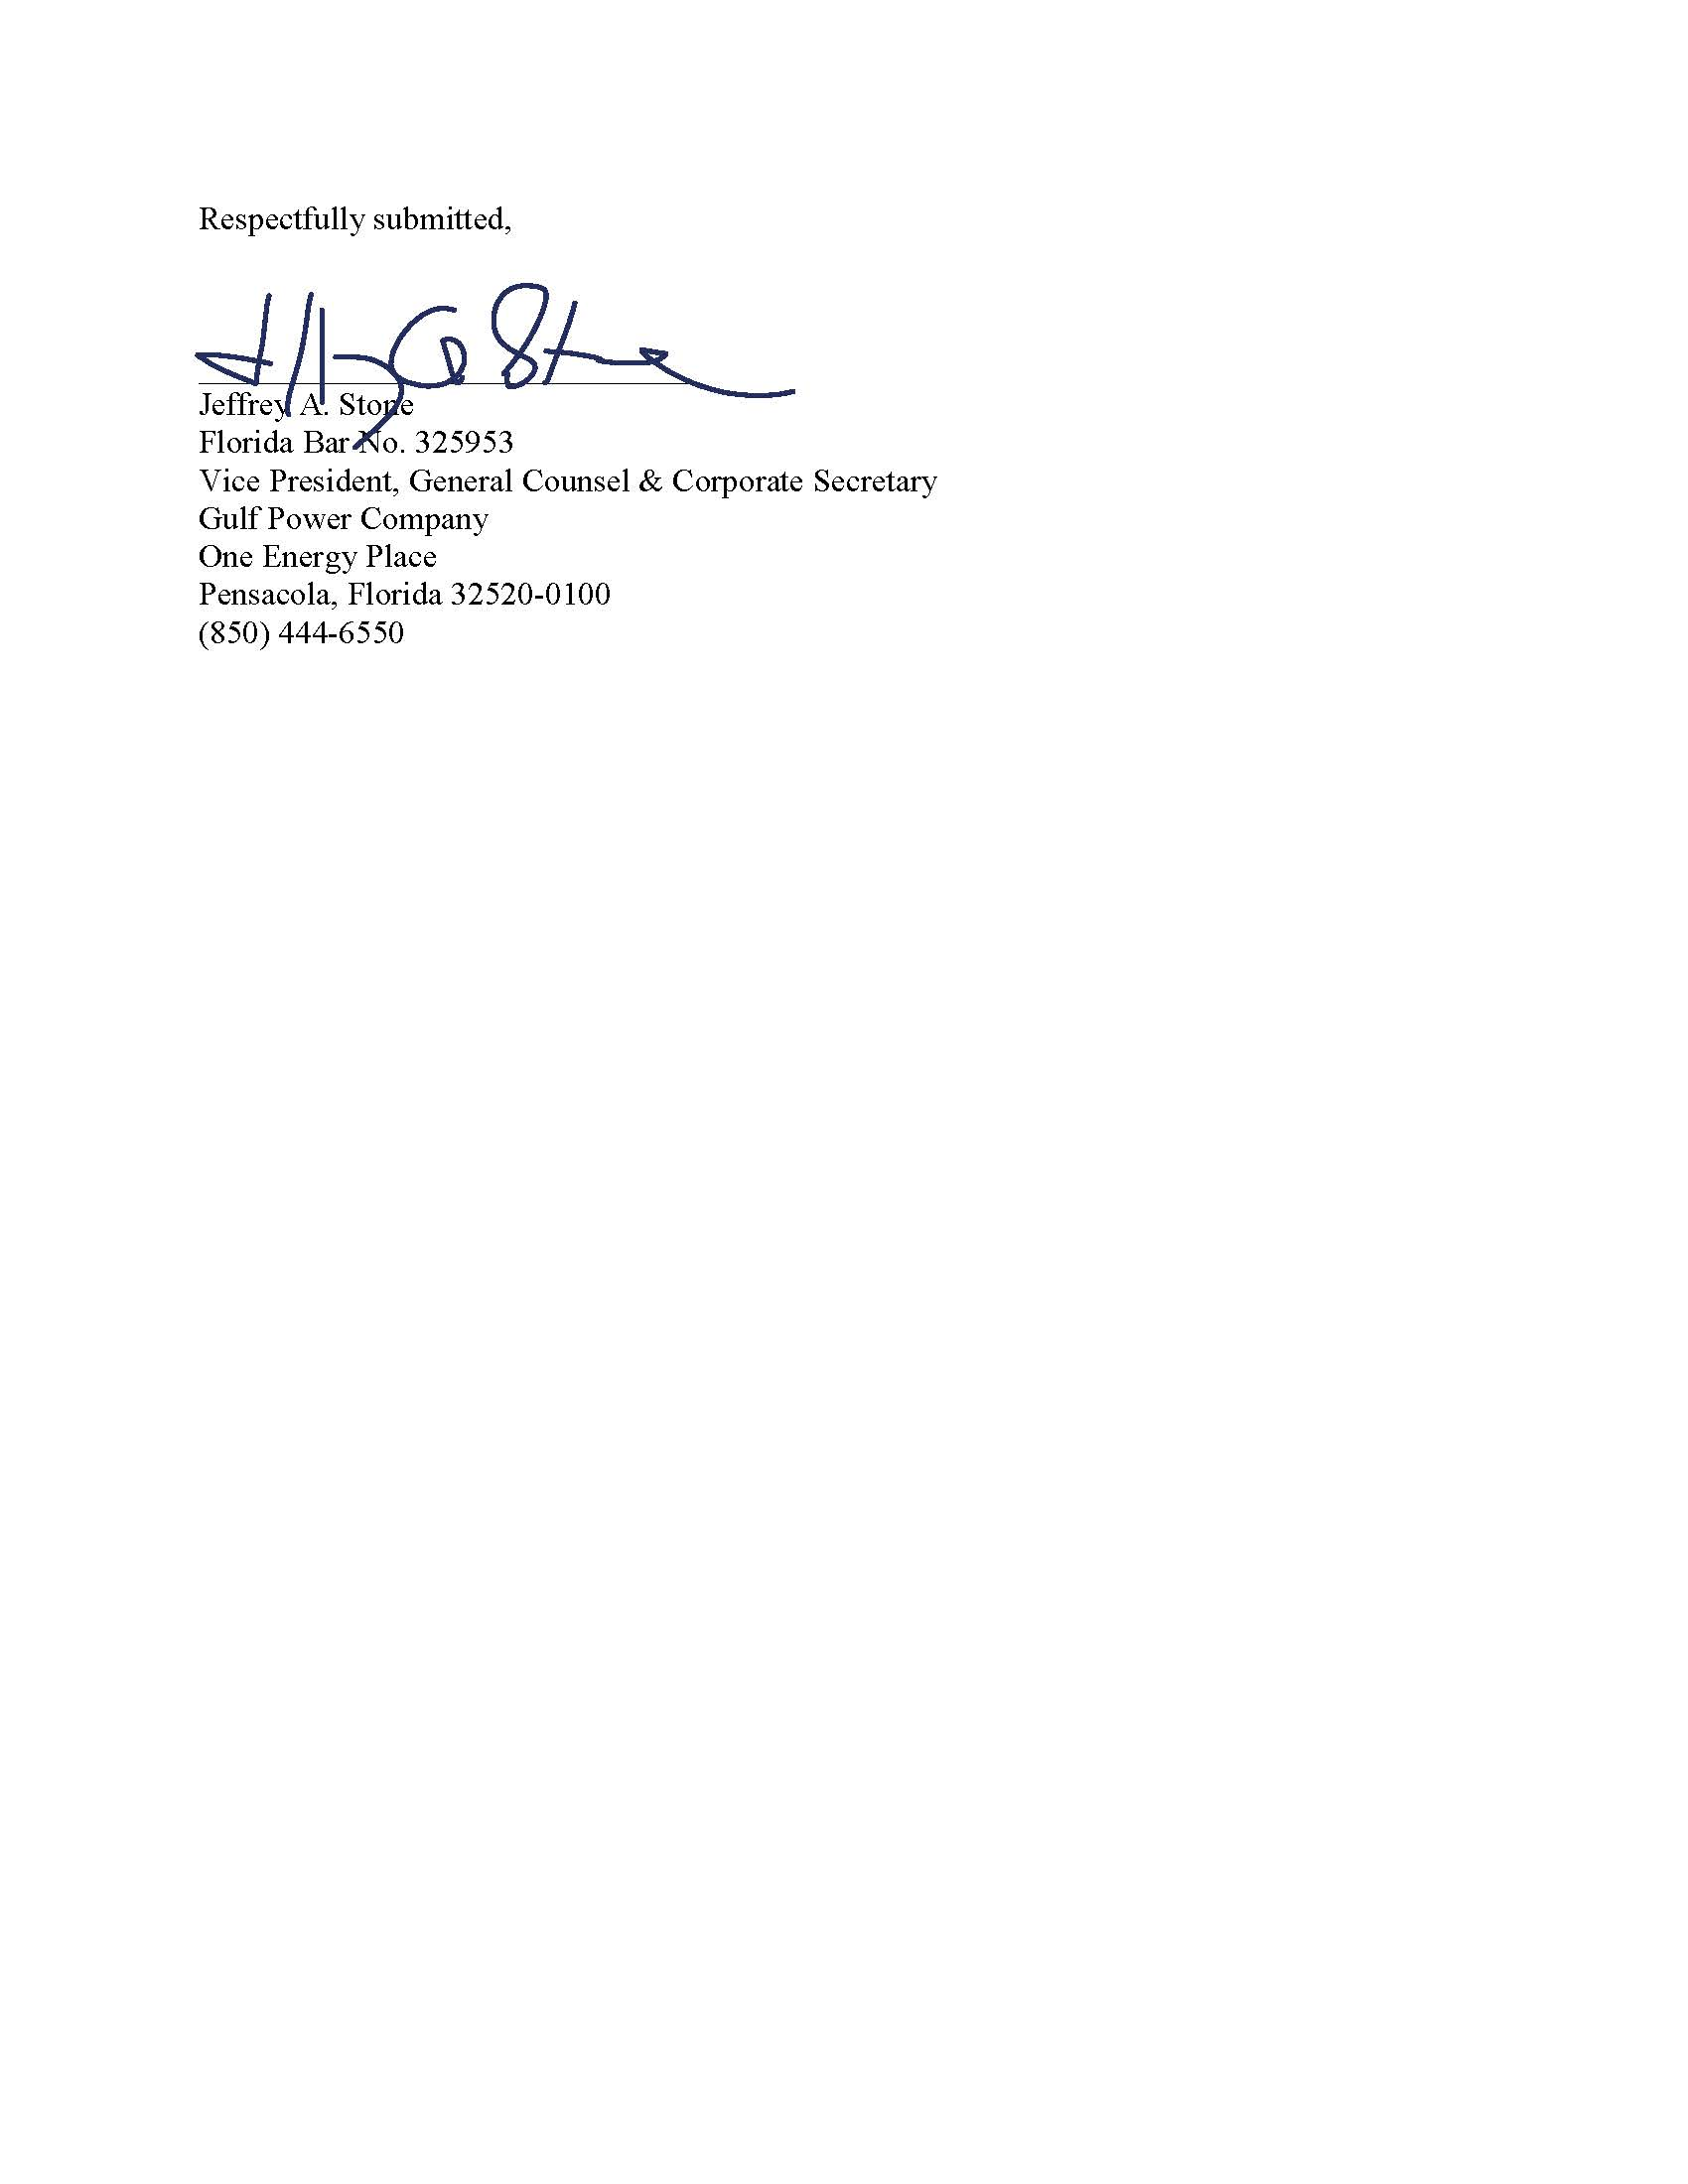 Respectfully submitted,
Jeffrey A. Stone
Florida Bar No. 325953
Vice President, General Counsel & Corporate Secretary
Gulf Power Company
One Energy Place
Pensacola, Florida 32520-0100
(850) 444-6550